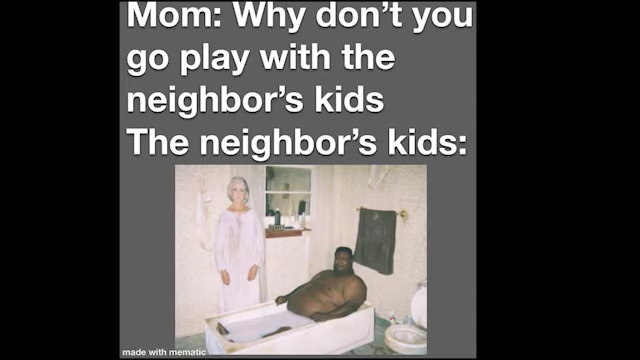 Mom: Why don't you
go play with the
neighbor's kids
The neighbor's kids:
made with mematic